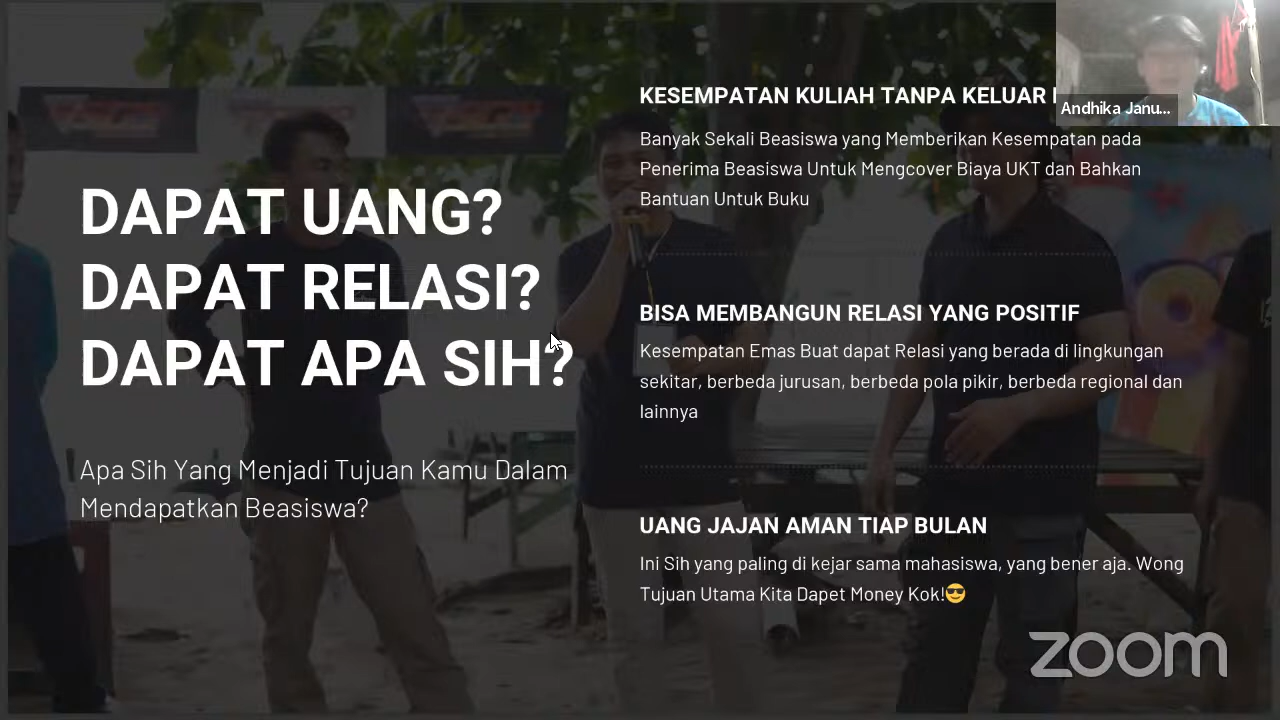 DAPAT UANG?
DAPAT RELASI?
DAPAT APA SIH?
Apa Sih Yang Menjadi Tujuan Kamu Dalam
Mendapatkan Beasiswa?
KESEMPATAN KULIAH TANPA KELUAR
Andhika Janu...
Banyak Sekali Beasiswa yang Memberikan Kesempatan pada
Penerima Beasiswa Untuk Mengcover Biaya UKT dan Bahkan
Bantuan Untuk Buku
BISA MEMBANGUN RELASI YANG POSITIF
Kesempatan Emas Buat dapat Relasi yang berada di lingkungan
sekitar, berbeda jurusan, berbeda pola pikir, berbeda regional dan
lainnya
UANG JAJAN AMAN TIAP BULAN
Ini Sih yang paling di kejar sama mahasiswa, yang bener aja. Wong
Tujuan Utama Kita Dapet Money Kok!😎
zoom